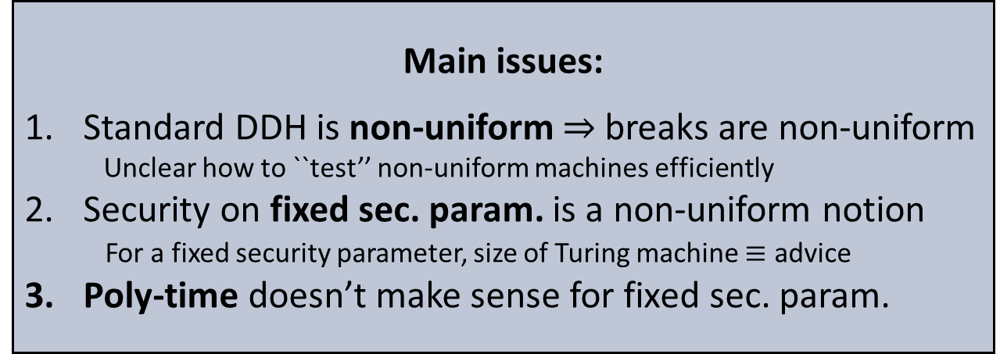 Main issues:
1. Standard DDH is non-uniform ⇒ breaks are non-uniform
Unclear how to ``test’’ non-uniform machines efficiently
2. Security on fixed sec. param. is a non-uniform notion
For a fixed security parameter, size of Turing machine ≡ advice
3. Poly-time doesn’t make sense for fixed sec. param.